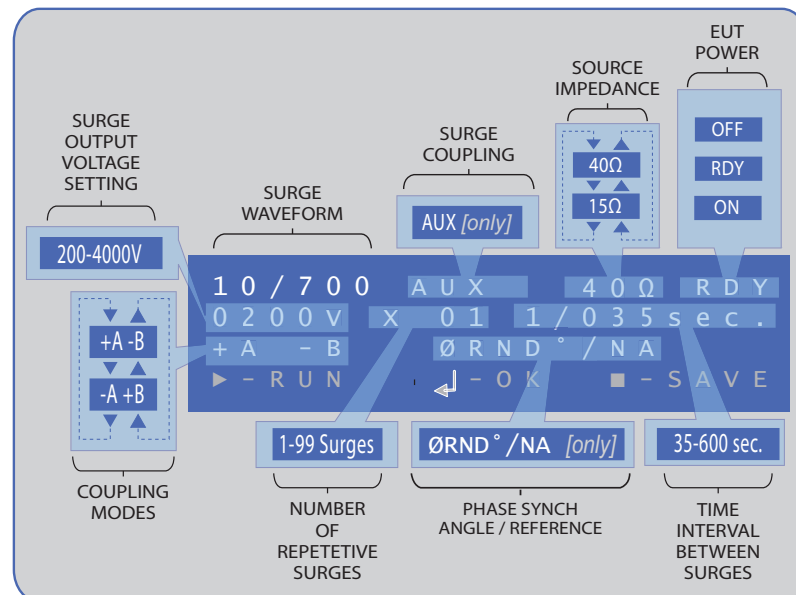 EUT
POWER
SOURCE
IMPEDANCE
SURGE
OUTPUT
VOLTAGE
SETTING
SURGE
COUPLING
SURGE
WAVEFORM
OFF
RDY
ON
40Ω
15Ω
AUX [only]
200-4000V
10/700 AUX 40Ω RDY
0200V X 01 1/035sec.
+A -B ØRND°/NA
►-RUN ↲-OK ■-SAVE
+A -B
-A +B
1-99 Surges
ØRND°/NA [only]
35-600 sec.
COUPLING
MODES
NUMBER
OF
REPETETIVE
SURGES
PHASE SYNCH
ANGLE / REFERENCE
TIME
INTERVAL
BETWEEN
SURGES